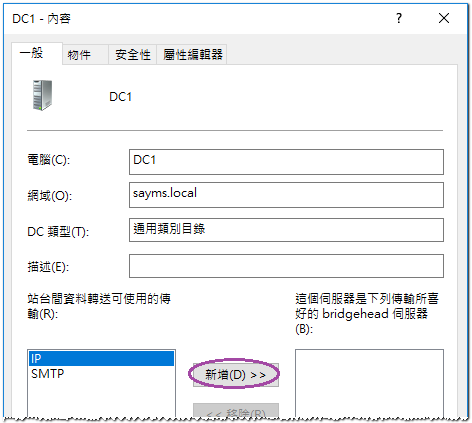 DC1 - 內容
一般 物件 安全性 屬性編輯器
DC1
電腦(C): DC1
網域(O): sayms.local
DC 類型(T): 通用類別目錄
描述(E):
站台間資料轉送可使用的傳
輸(R):
這個伺服器是下列傳輸所喜
好的 bridgehead 伺服器
(B):
IP
SMTP
新增(D) >>
<< 移除(R)